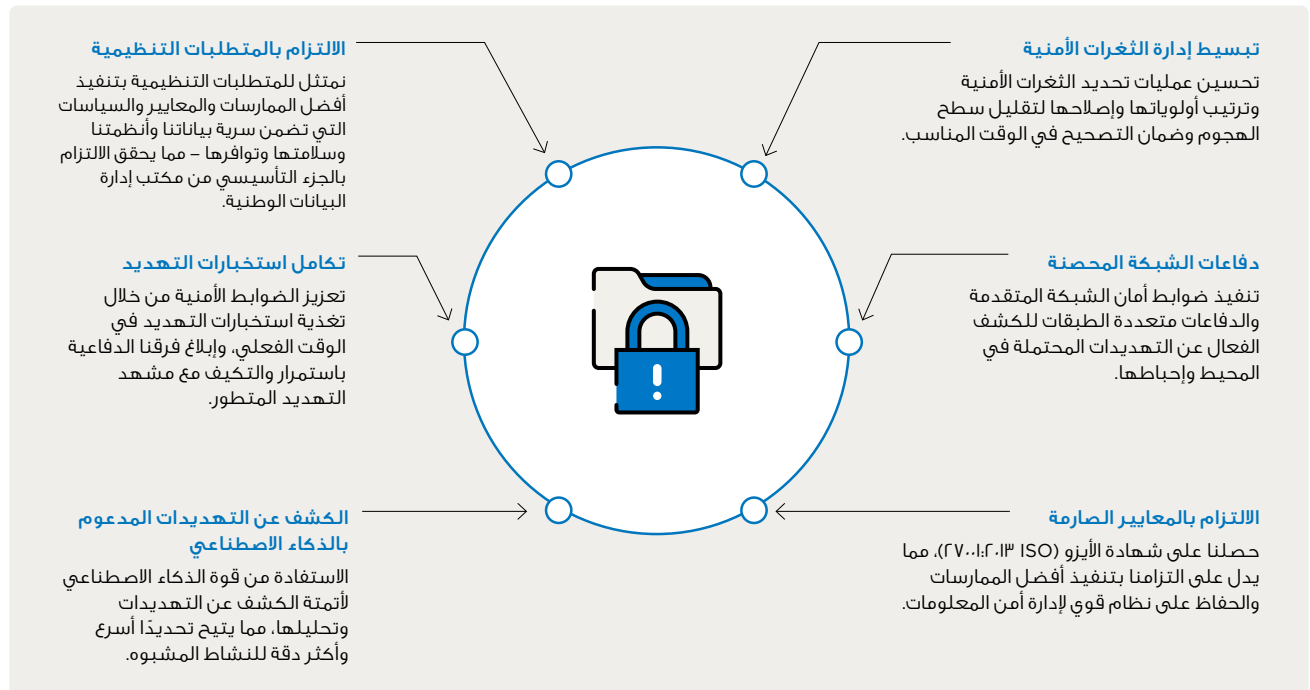 تبسيط إدارة الثغرات الأمنية
تحسين عمليات تحديد الثغرات الأمنية
وترتيب أولوياتها وإصلاحها لتقليل سطح
الهجوم وضمان التصحيح في الوقت المناسب.
دفاعات الشبكة المحصنة
تنفيذ ضوابط أمان الشبكة المتقدمة
والدفاعات متعددة الطبقات للكشف
الفعال عن التهديدات المحتملة في
المحيط وإحباطها.
الالتزام بالمعايير الصارمة
حصلنا على شهادة الأيزو (ISO ٢٧٠٠١:٢٠١٣)، مما
يدل على التزامنا بتنفيذ أفضل الممارسات
والحفاظ على نظام قوي لإدارة أمن المعلومات.
الالتزام بالمتطلبات التنظيمية
نمتثل للمتطلبات التنظيمية بتنفيذ
أفضل الممارسات والمعايير والسياسات
التي تضمن سرية بياناتنا وأنظمتنا
وسلامتها وتوافرها – مما يحقق الالتزام
بالجزء التأسيسي من مكتب إدارة
البيانات الوطنية.
تكامل استخبارات التهديد
تعزيز الضوابط الأمنية من خلال
تغذية استخبارات التهديد في
الوقت الفعلي، وإبلاغ فرقنا الدفاعية
باستمرار والتكيف مع مشهد
التهديد المتطور.
الكشف عن التهديدات المدعوم
بالذكاء الاصطناعي
الاستفادة من قوة الذكاء الاصطناعي
لأتمتة الكشف عن التهديدات
وتحليلها، مما يتيح تحديدًا أسرع
وأكثر دقة للنشاط المشبوه.